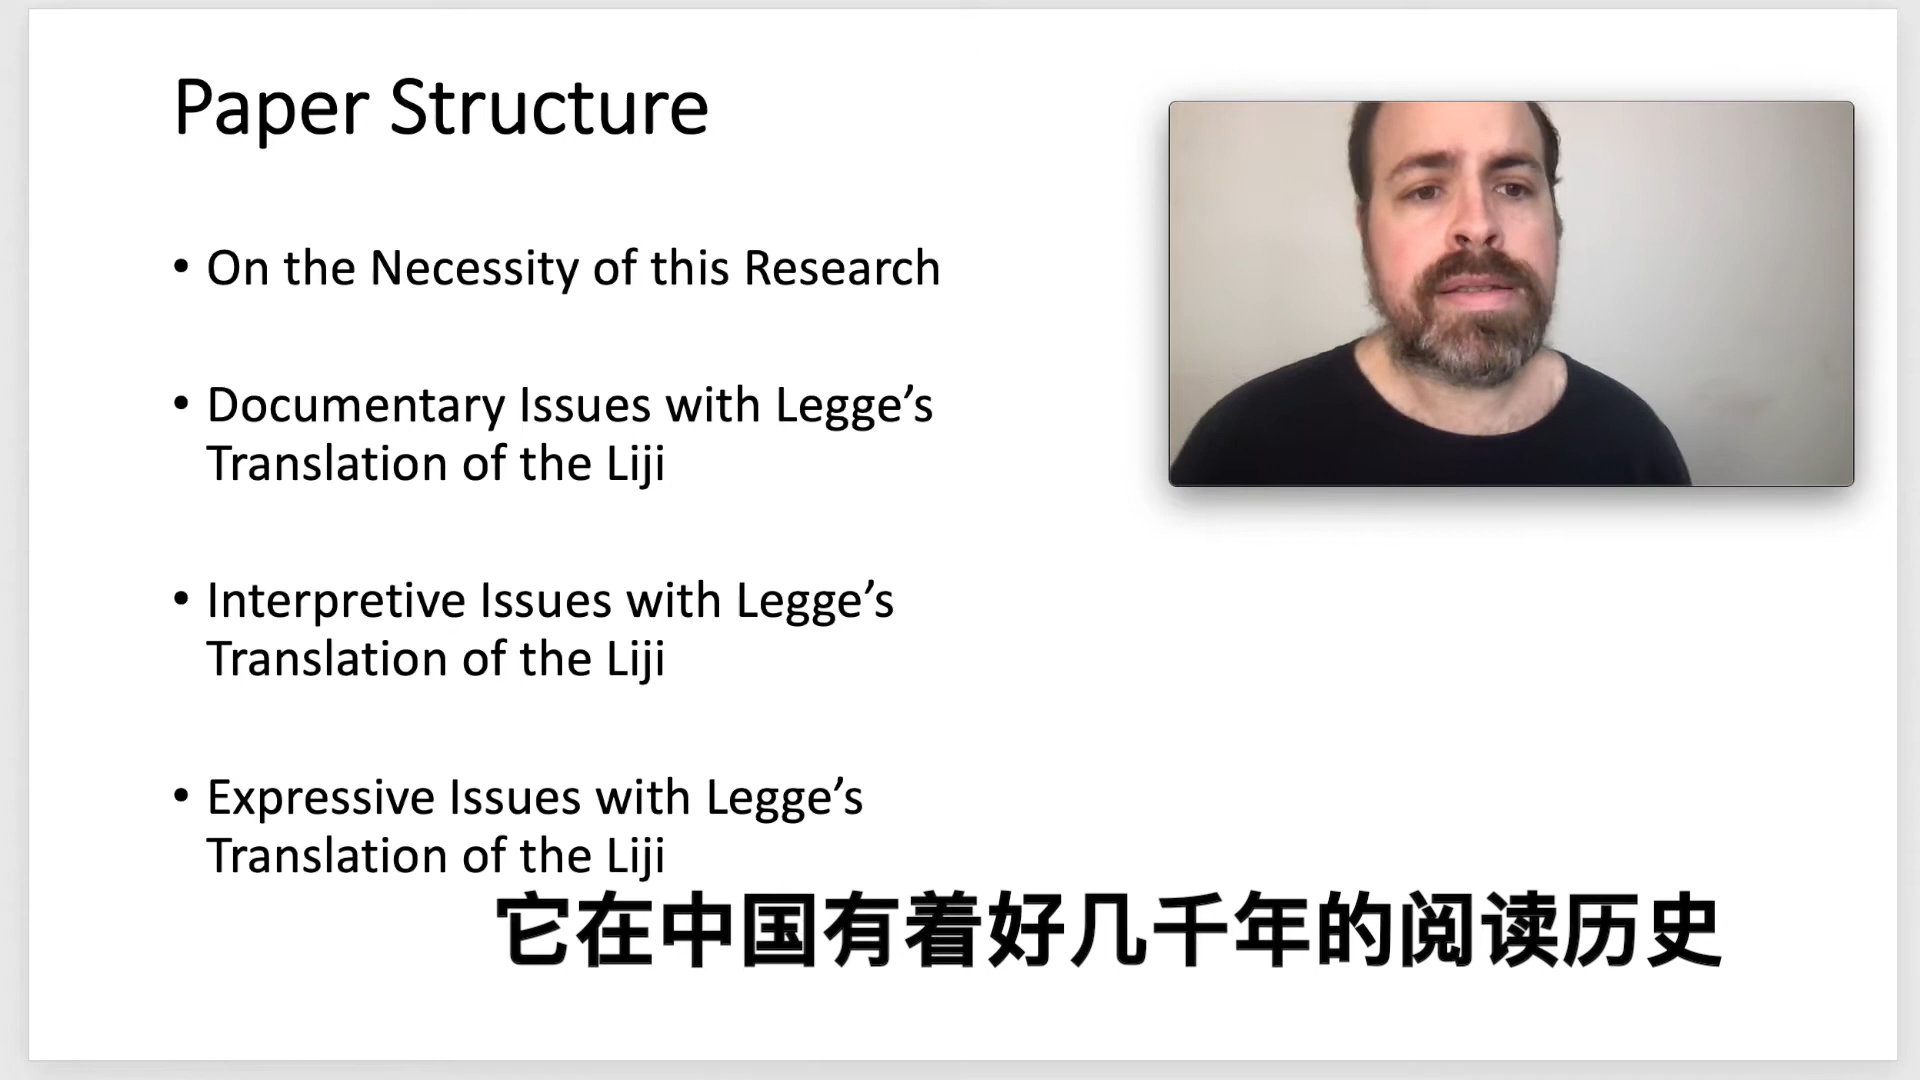 Paper Structure
• On the Necessity of this Research
• Documentary Issues with Legge’s
Translation of the Liji
• Interpretive Issues with Legge’s
Translation of the Liji
• Expressive Issues with Legge’s
Translation of the Liji
它在中国有着好几千年的阅读历史